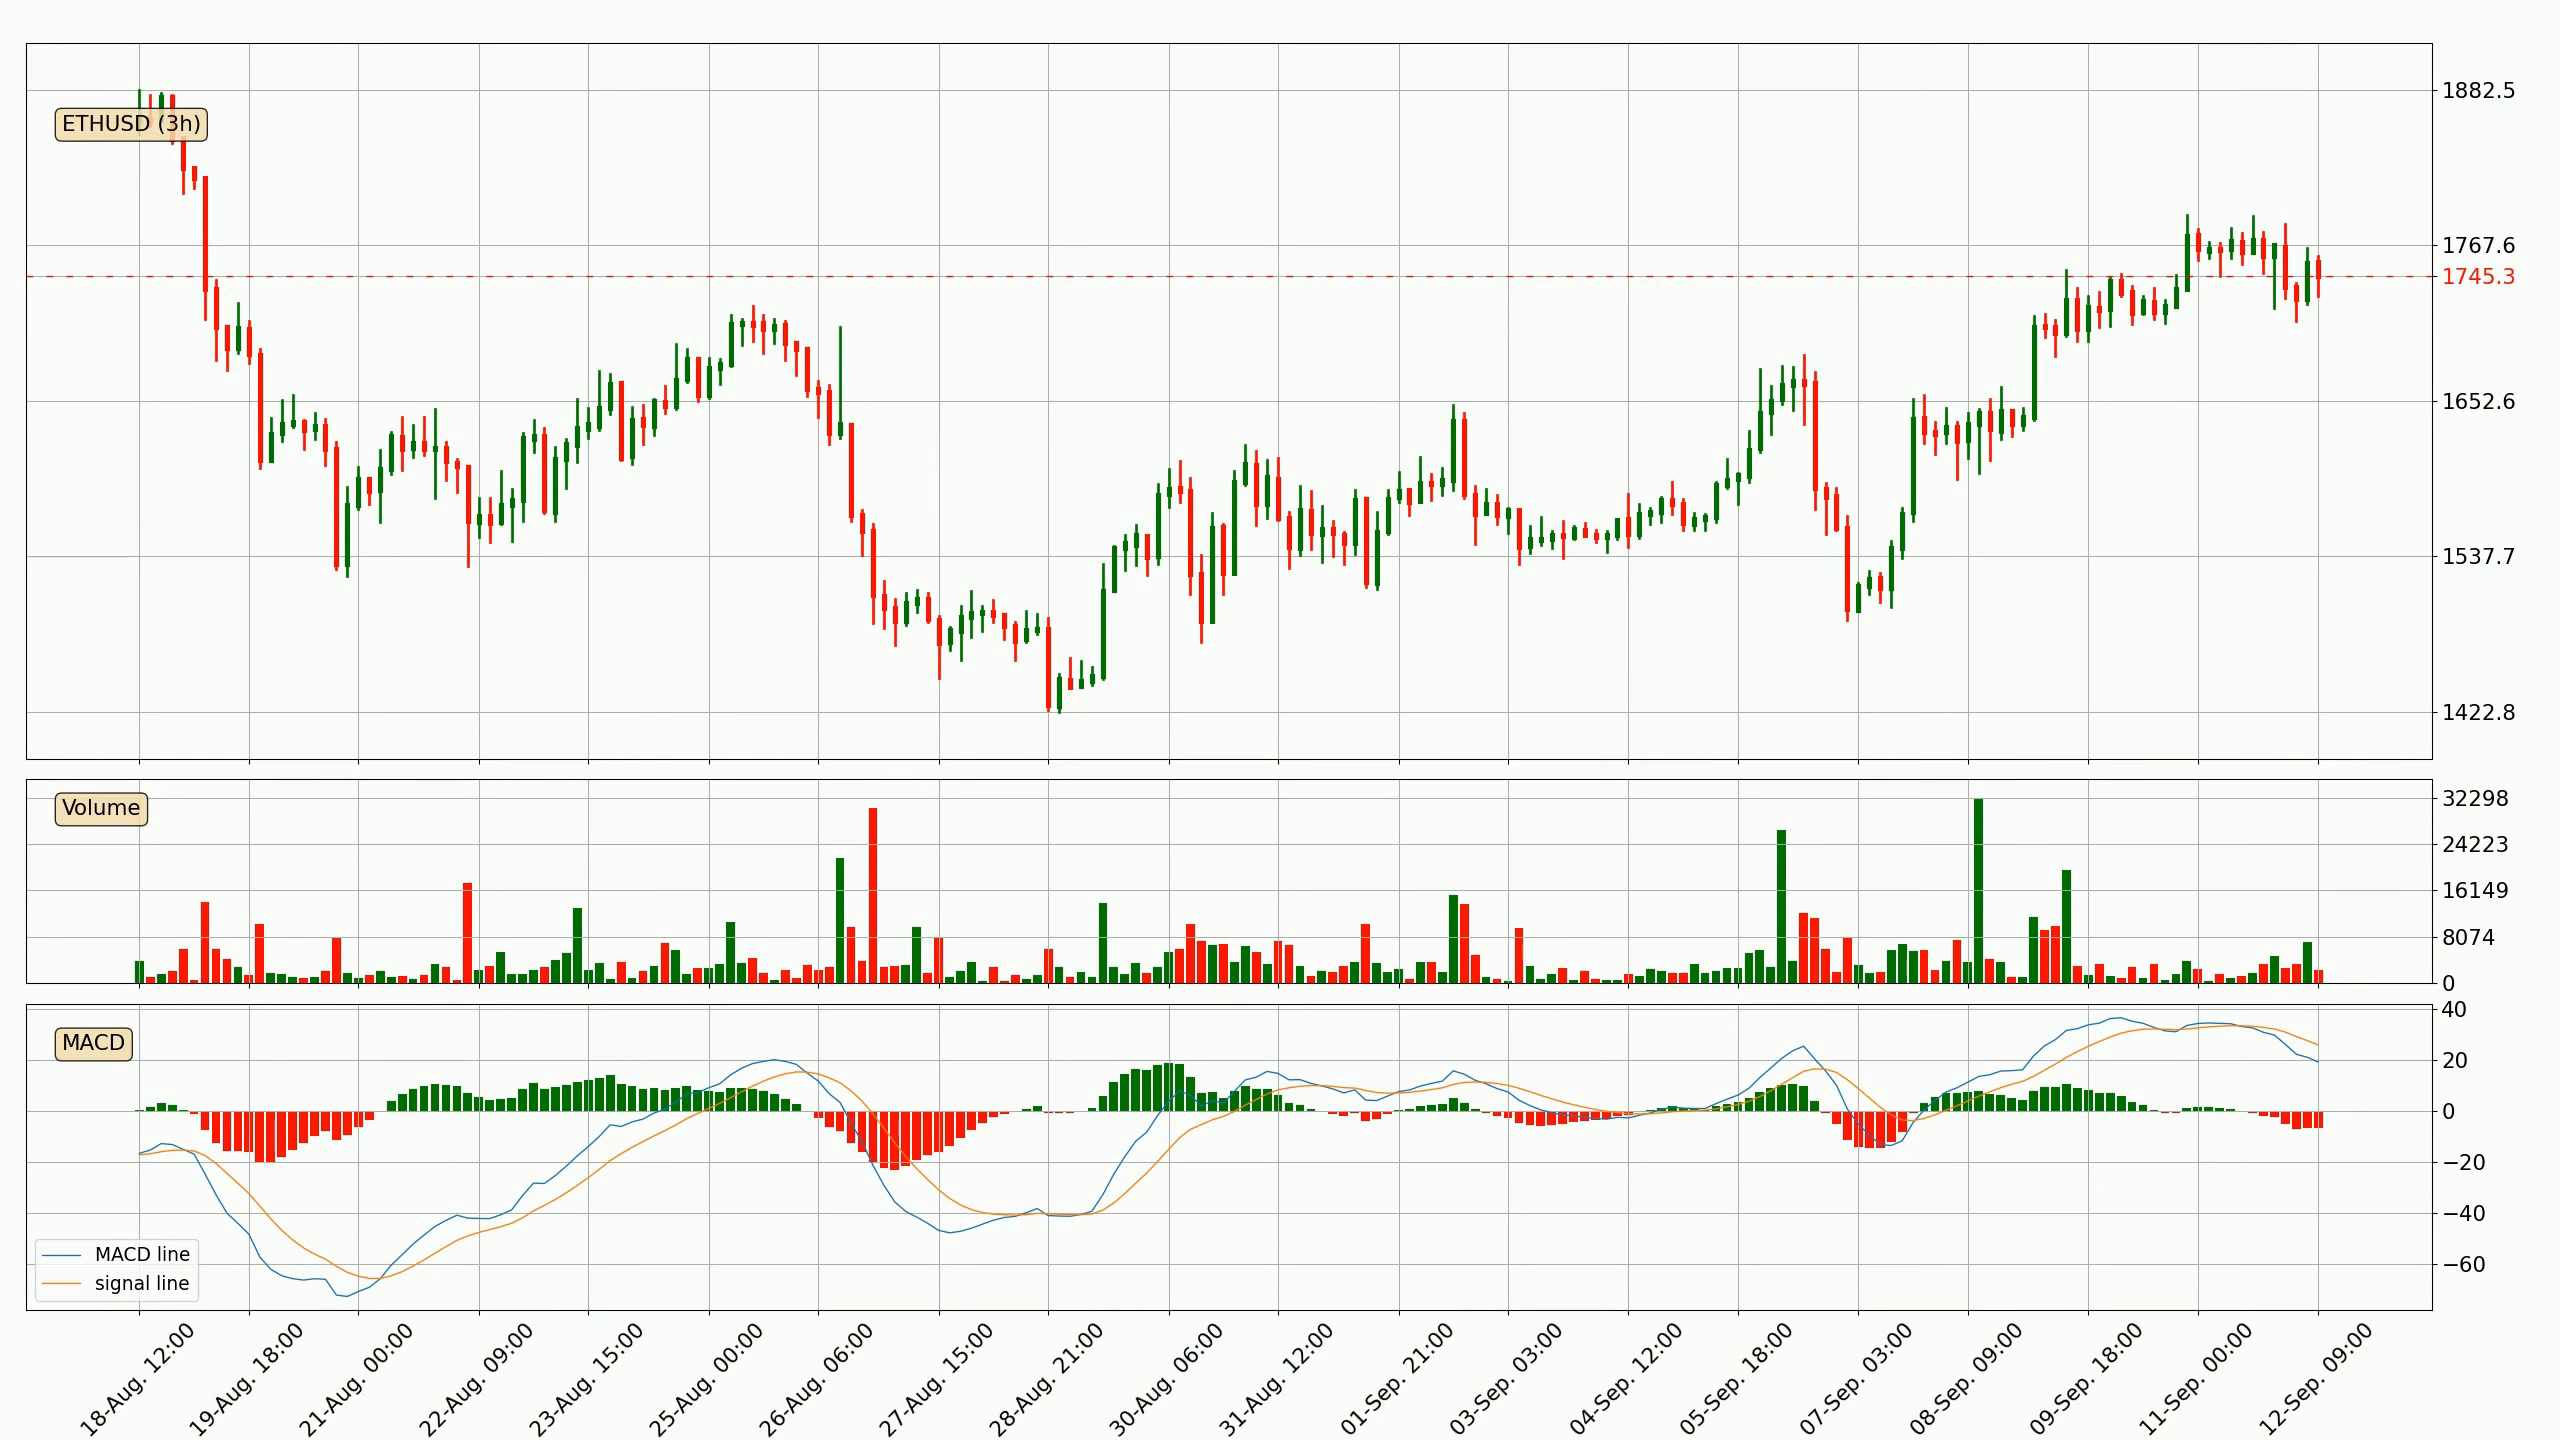 ETHUSD (3h)
1882.5
1767.6
1745.3
1652.6
1537.7
1422.8
Volume
32298
24223
16149
8074
0
MACD
40
20
0
−20
−40
−60
MACD line
signal line
18-Aug. 12:00
19-Aug. 18:00
21-Aug. 00:00
22-Aug. 09:00
23-Aug. 15:00
25-Aug. 00:00
26-Aug. 06:00
27-Aug. 15:00
28-Aug. 21:00
30-Aug. 06:00
31-Aug. 12:00
01-Sep. 21:00
03-Sep. 03:00
04-Sep. 12:00
05-Sep. 18:00
07-Sep. 03:00
08-Sep. 09:00
09-Sep. 18:00
11-Sep. 00:00
12-Sep. 09:00